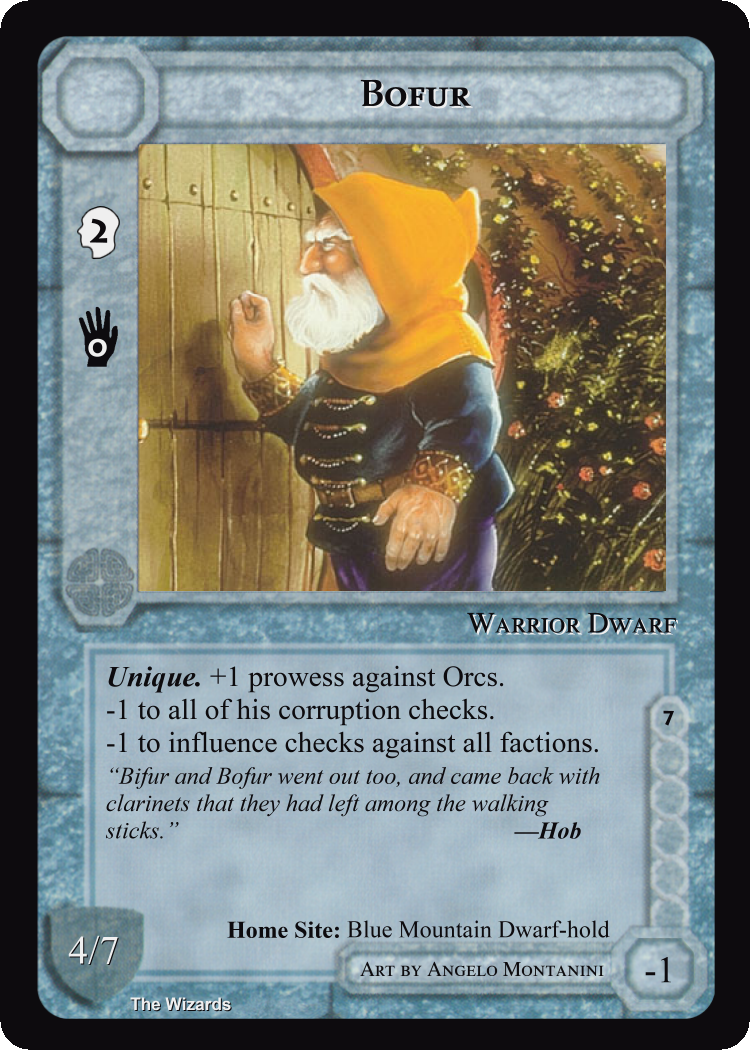 Bofur
2
0
Warrior Dwarf
Unique. +1 prowess against Orcs.
-1 to all of his corruption checks.
-1 to influence checks against all factions.
“Bifur and Bofur went out too, and came back with
clarinets that they had left among the walking
sticks.” —Hob
7
Home Site: Blue Mountain Dwarf-hold
4/7
Art by Angelo Montanini
-1
The Wizards